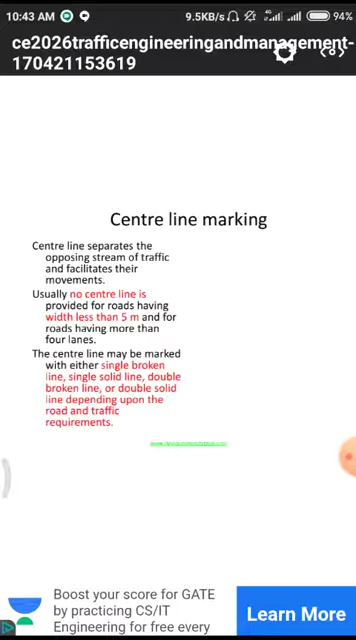 10:43 AM 9.5KB/s 4G 94%
ce2026trafficengineeringandmanagement-
170421153619
Centre line marking
Centre line separates the
opposing stream of traffic
and facilitates their
movements.
Usually no centre line is
provided for roads having
width less than 5 m and for
roads having more than
four lanes.
The centre line may be marked
with either single broken
line, single solid line, double
broken line, or double solid
line depending upon the
road and traffic
requirements.
Boost your score for GATE
by practicing CS/IT
Engineering for free every
Learn More